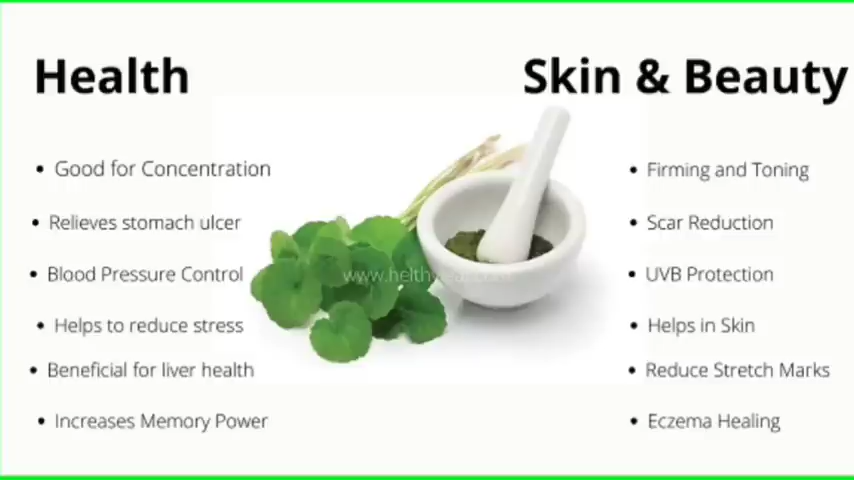 Health
Skin & Beauty
• Good for Concentration
• Relieves stomach ulcer
• Blood Pressure Control
• Helps to reduce stress
• Beneficial for liver health
• Increases Memory Power
• Firming and Toning
• Scar Reduction
• UVB Protection
• Helps in Skin
• Reduce Stretch Marks
• Eczema Healing